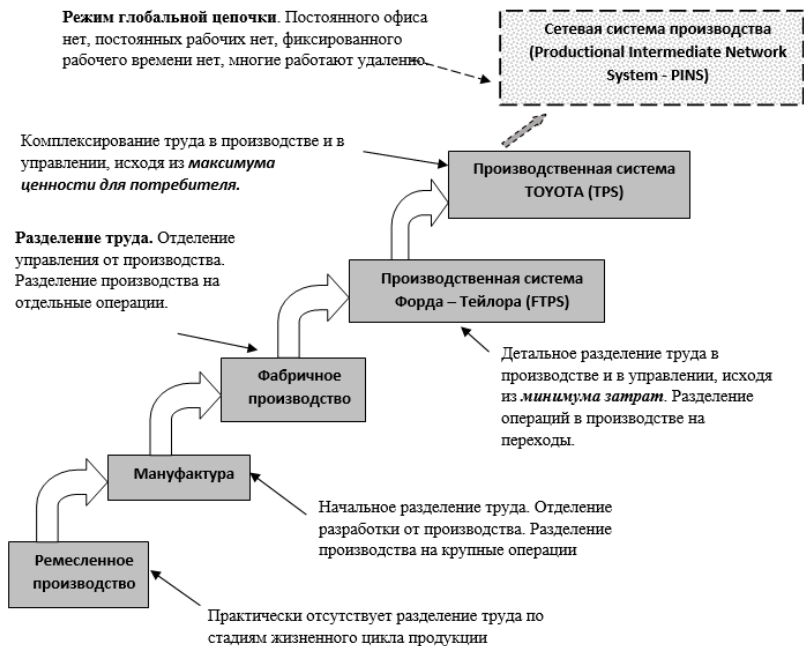 Режим глобальной цепочки. Постоянного офиса
нет, постоянных рабочих нет, фиксированного
рабочего времени нет, многие работают удаленно.
Сетевая система производства
(Productional Intermediate Network
System - PINS)
Комплексирование труда в производстве и в
управлении, исходя из максимума
ценности для потребителя.
Производственная система
TOYOTA (TPS)
Разделение труда. Отделение
управления от производства.
Разделение производства на
отдельные операции.
Производственная система
Форда – Тейлора (FTPS)
Детальное разделение труда в
производстве и в управлении, исходя
из минимума затрат. Разделение
операций в производстве на
переходы.
Фабричное
производство
Мануфактура
Начальное разделение труда. Отделение
разработки от производства. Разделение
производства на крупные операции
Ремесленное
производство
Практически отсутствует разделение труда по
стадиям жизненного цикла продукции